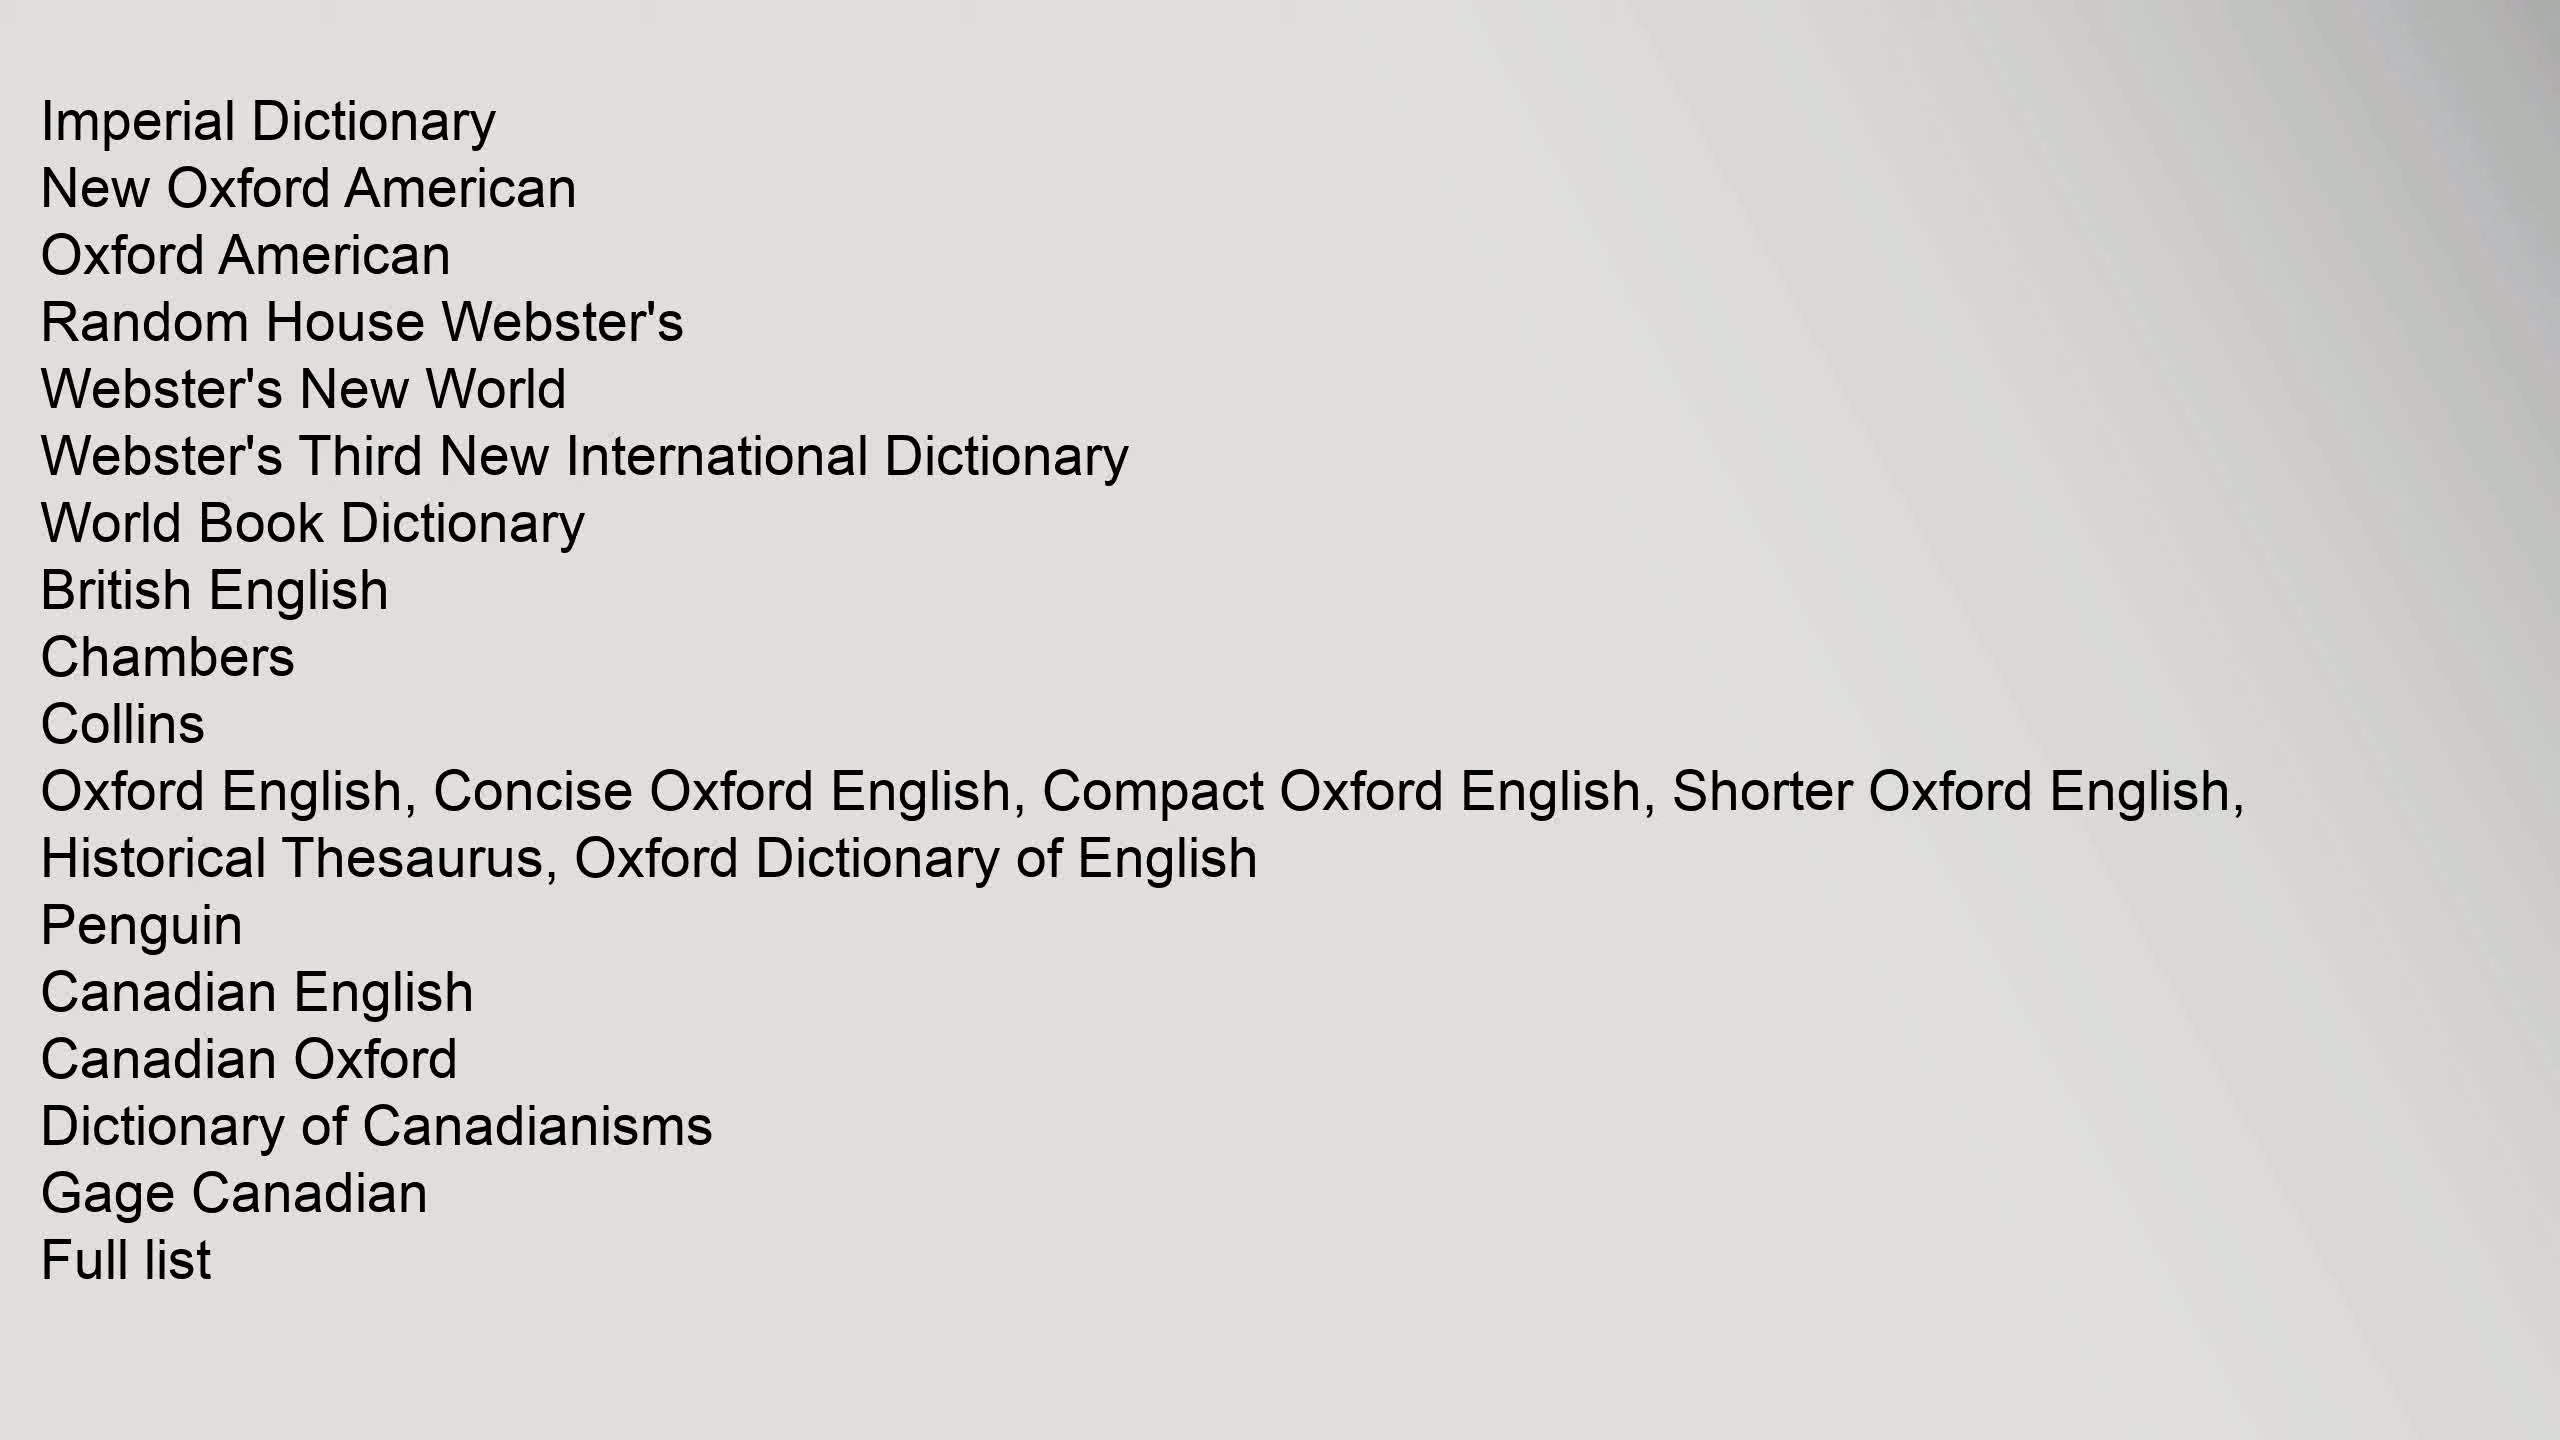 Imperial Dictionary
New Oxford American
Oxford American
Random House Webster's
Webster's New World
Webster's Third New International Dictionary
World Book Dictionary
British English
Chambers
Collins
Oxford English, Concise Oxford English, Compact Oxford English, Shorter Oxford English,
Historical Thesaurus, Oxford Dictionary of English
Penguin
Canadian English
Canadian Oxford
Dictionary of Canadianisms
Gage Canadian
Full list